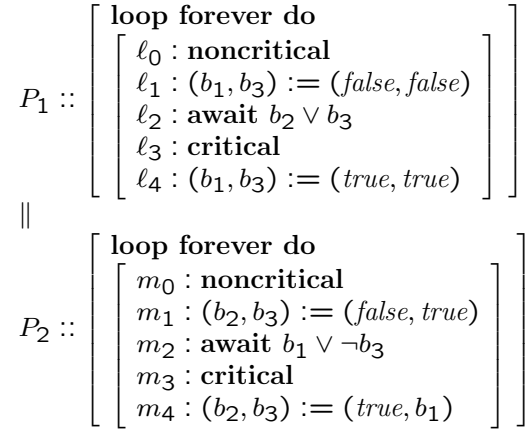 loop forever do
ℓ₀ : noncritical
ℓ₁ : (b₁, b₃) := (false, false)
P₁ :: ℓ₂ : await b₂ ∨ b₃
ℓ₃ : critical
ℓ₄ : (b₁, b₃) := (true, true)
∥
loop forever do
m₀ : noncritical
m₁ : (b₂, b₃) := (false, true)
P₂ :: m₂ : await b₁ ∨ ¬b₃
m₃ : critical
m₄ : (b₂, b₃) := (true, b₁)